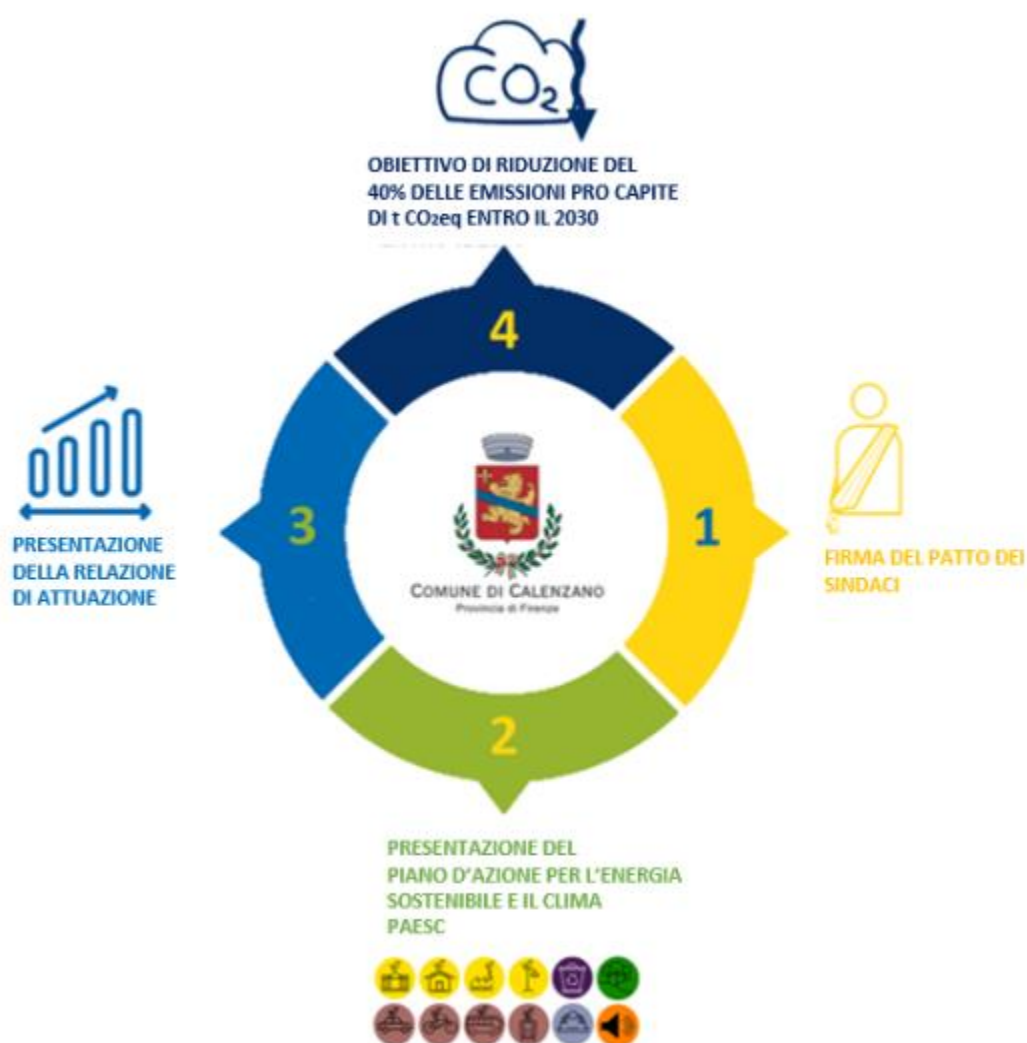 CO2
OBIETTIVO DI RIDUZIONE DEL
40% DELLE EMISSIONI PRO CAPITE
DI t CO2eq ENTRO IL 2030
4
1
FIRMA DEL PATTO DEI
SINDACI
3
PRESENTAZIONE
DELLA RELAZIONE
DI ATTUAZIONE
COMUNE DI CALENZANO
Provincia di Firenze
2
PRESENTAZIONE DEL
PIANO D'AZIONE PER L'ENERGIA
SOSTENIBILE E IL CLIMA
PAESC